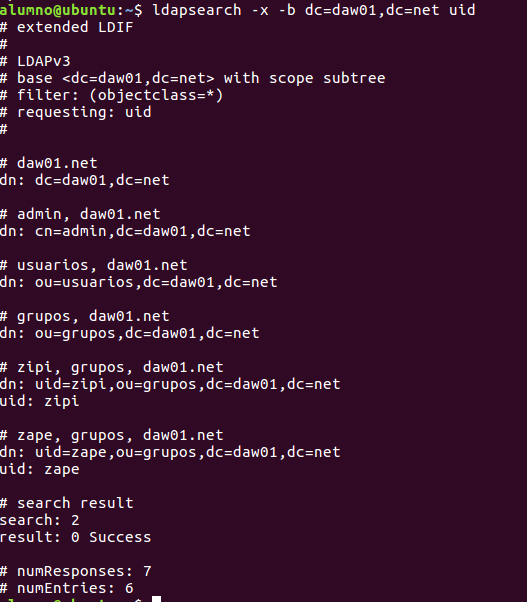 alumno@ubuntu:~$ ldapsearch -x -b dc=daw01,dc=net uid
# extended LDIF
#
# LDAPv3
# base <dc=daw01,dc=net> with scope subtree
# filter: (objectclass=*)
# requesting: uid
#
# daw01.net
dn: dc=daw01,dc=net
# admin, daw01.net
dn: cn=admin,dc=daw01,dc=net
# usuarios, daw01.net
dn: ou=usuarios,dc=daw01,dc=net
# grupos, daw01.net
dn: ou=grupos,dc=daw01,dc=net
# zipi, grupos, daw01.net
dn: uid=zipi,ou=grupos,dc=daw01,dc=net
uid: zipi
# zape, grupos, daw01.net
dn: uid=zape,ou=grupos,dc=daw01,dc=net
uid: zape
# search result
search: 2
result: 0 Success
# numResponses: 7
# numEntries: 6